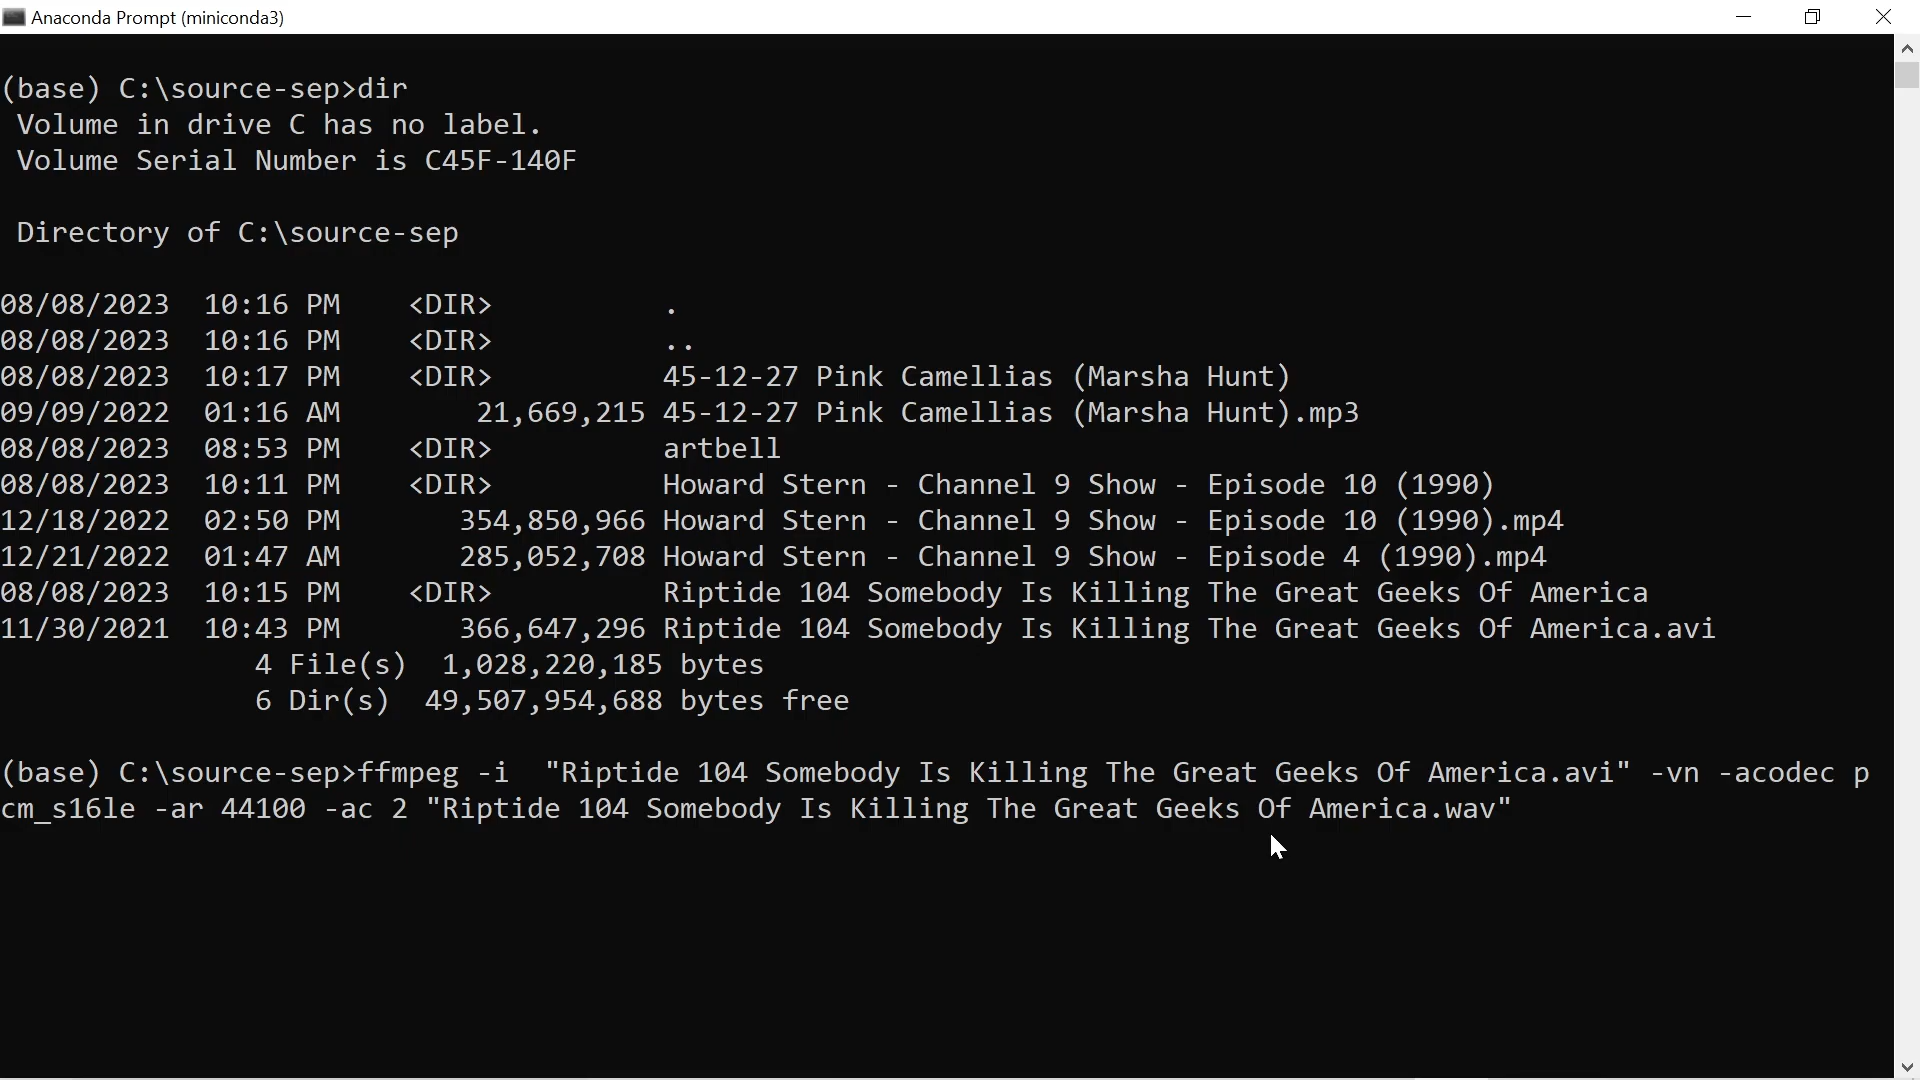 Anaconda Prompt (miniconda3)
(base) C:\source-sep>dir
Volume in drive C has no label.
Volume Serial Number is C45F-140F
Directory of C:\source-sep
08/08/2023  10:16 PM    <DIR>          .
08/08/2023  10:16 PM    <DIR>          ..
08/08/2023  10:17 PM    <DIR>          45-12-27 Pink Camellias (Marsha Hunt)
09/09/2022  01:16 AM        21,669,215 45-12-27 Pink Camellias (Marsha Hunt).mp3
08/08/2023  08:53 PM    <DIR>          artbell
08/08/2023  10:11 PM    <DIR>          Howard Stern - Channel 9 Show - Episode 10 (1990)
12/18/2022  02:50 PM       354,850,966 Howard Stern - Channel 9 Show - Episode 10 (1990).mp4
12/21/2022  01:47 AM       285,052,708 Howard Stern - Channel 9 Show - Episode 4 (1990).mp4
08/08/2023  10:15 PM    <DIR>          Riptide 104 Somebody Is Killing The Great Geeks Of America
11/30/2021  10:43 PM       366,647,296 Riptide 104 Somebody Is Killing The Great Geeks Of America.avi
4 File(s)  1,028,220,185 bytes
6 Dir(s)  49,507,954,688 bytes free
(base) C:\source-sep>ffmpeg -i  "Riptide 104 Somebody Is Killing The Great Geeks Of America.avi" -vn -acodec p
cm_s16le -ar 44100 -ac 2 "Riptide 104 Somebody Is Killing The Great Geeks Of America.wav"